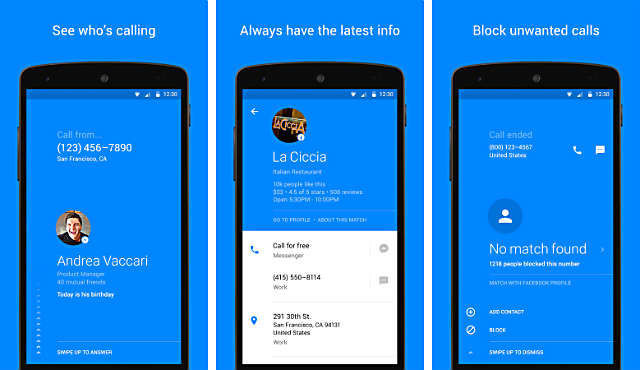 See who's calling
12:30
Call from...
(123) 456–7890
San Francisco, CA
Andrea Vaccari
Product Manager
40 mutual friends
Today is his birthday
SWIPE UP TO ANSWER
Always have the latest info
12:30
La Ciccia
Italian Restaurant
10k people like this
4.6 of 5 stars • 508 reviews
Open 5:30PM - 10:00PM
GO TO PROFILE • ABOUT THIS MATCH
Call for free
Messenger
(415) 550–8114
Work
291 30th St.
San Francisco, CA 94131
United States
Work
Block unwanted calls
12:30
Call ended
(800) 123–4567
United States
No match found
1218 people blocked this number
MATCH WITH FACEBOOK PROFILE
ADD CONTACT
BLOCK
SWIPE UP TO DISMISS